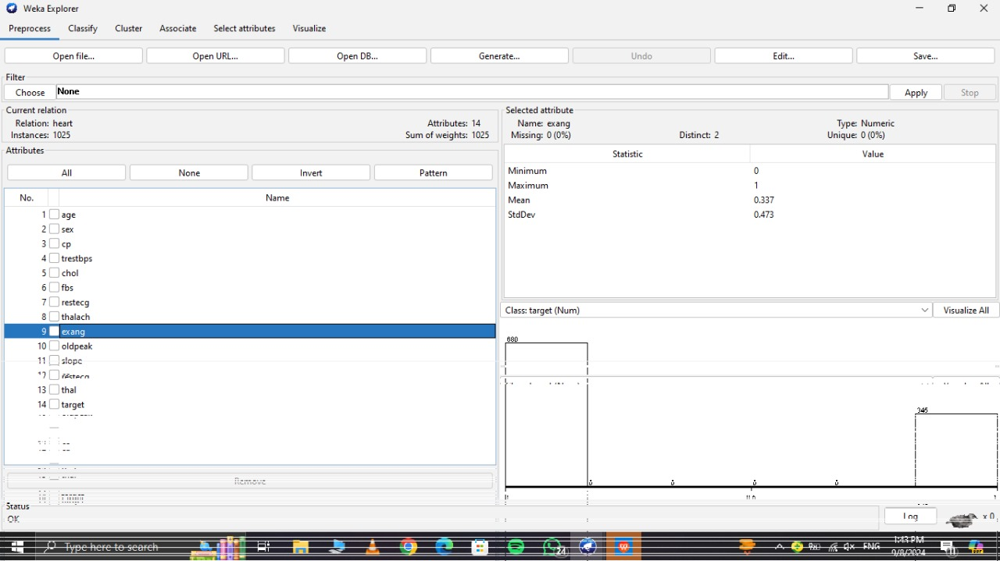 Weka Explorer
Preprocess Classify Cluster Associate Select attributes Visualize
Open file... Open URL... Open DB... Generate... Undo Edit... Save...
Filter
Choose None Apply Stop
Current relation
Relation: heart Attributes: 14
Instances: 1025 Sum of weights: 1025
Attributes
All None Invert Pattern
No. Name
1 age
2 sex
3 cp
4 trestbps
5 chol
6 fbs
7 restecg
8 thalach
9 exang
10 oldpeak
11 slope
12
13 thal
14 target
Remove
Status
OK
Selected attribute
Name: exang Type: Numeric
Missing: 0 (0%) Distinct: 2 Unique: 0 (0%)
Statistic Value
Minimum 0
Maximum 1
Mean 0.337
StdDev 0.473
Class: target (Num) Visualize All
680
345
0 0 0 0
Log x 0
Type here to search
24
ENG
1:43 PM
9/8/2024